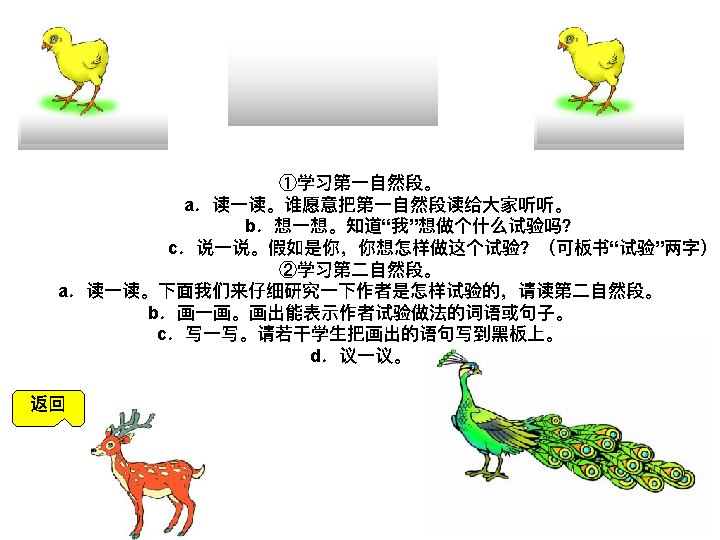 ①学习第一自然段。
a．读一读。谁愿意把第一自然段读给大家听听。
b．想一想。知道“我”想做个什么试验吗?
c．说一说。假如是你，你想怎样做这个试验? （可板书“试验”两字）
②学习第二自然段。
a．读一读。下面我们来仔细研究一下作者是怎样试验的，请读第二自然段。
b．画一画。画出能表示作者试验做法的词语或句子。
c．写一写。请若干学生把画出的语句写到黑板上。
d．议一议。
返回